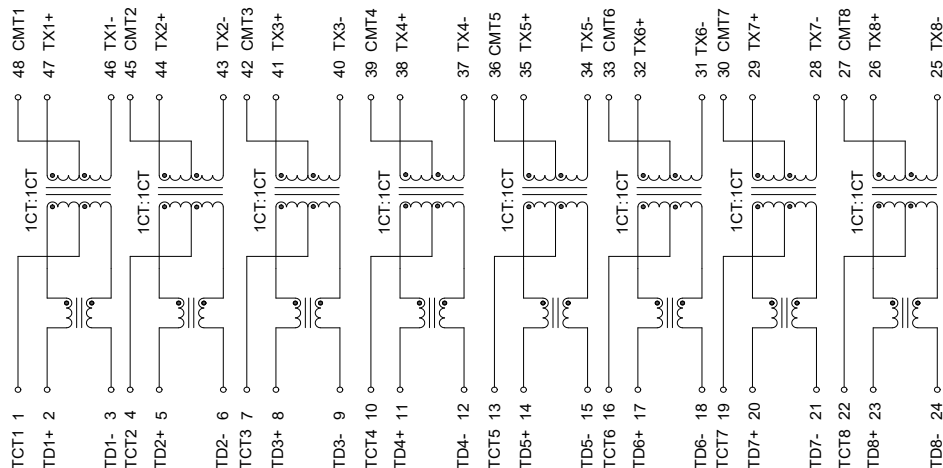 48 CMT1
47 TX1+
46 TX1-
45 CMT2
44 TX2+
43 TX2-
42 CMT3
41 TX3+
40 TX3-
39 CMT4
38 TX4+
37 TX4-
36 CMT5
35 TX5+
34 TX5-
33 CMT6
32 TX6+
31 TX6-
30 CMT7
29 TX7+
28 TX7-
27 CMT8
26 TX8+
25 TX8-
1CT:1CT
1CT:1CT
1CT:1CT
1CT:1CT
1CT:1CT
1CT:1CT
1CT:1CT
1CT:1CT
TCT1 1
TD1+ 2
TD1- 3
TCT2 4
TD2+ 5
TD2- 6
TCT3 7
TD3+ 8
TD3- 9
TCT4 10
TD4+ 11
TD4- 12
TCT5 13
TD5+ 14
TD5- 15
TCT6 16
TD6+ 17
TD6- 18
TCT7 19
TD7+ 20
TD7- 21
TCT8 22
TD8+ 23
TD8- 24